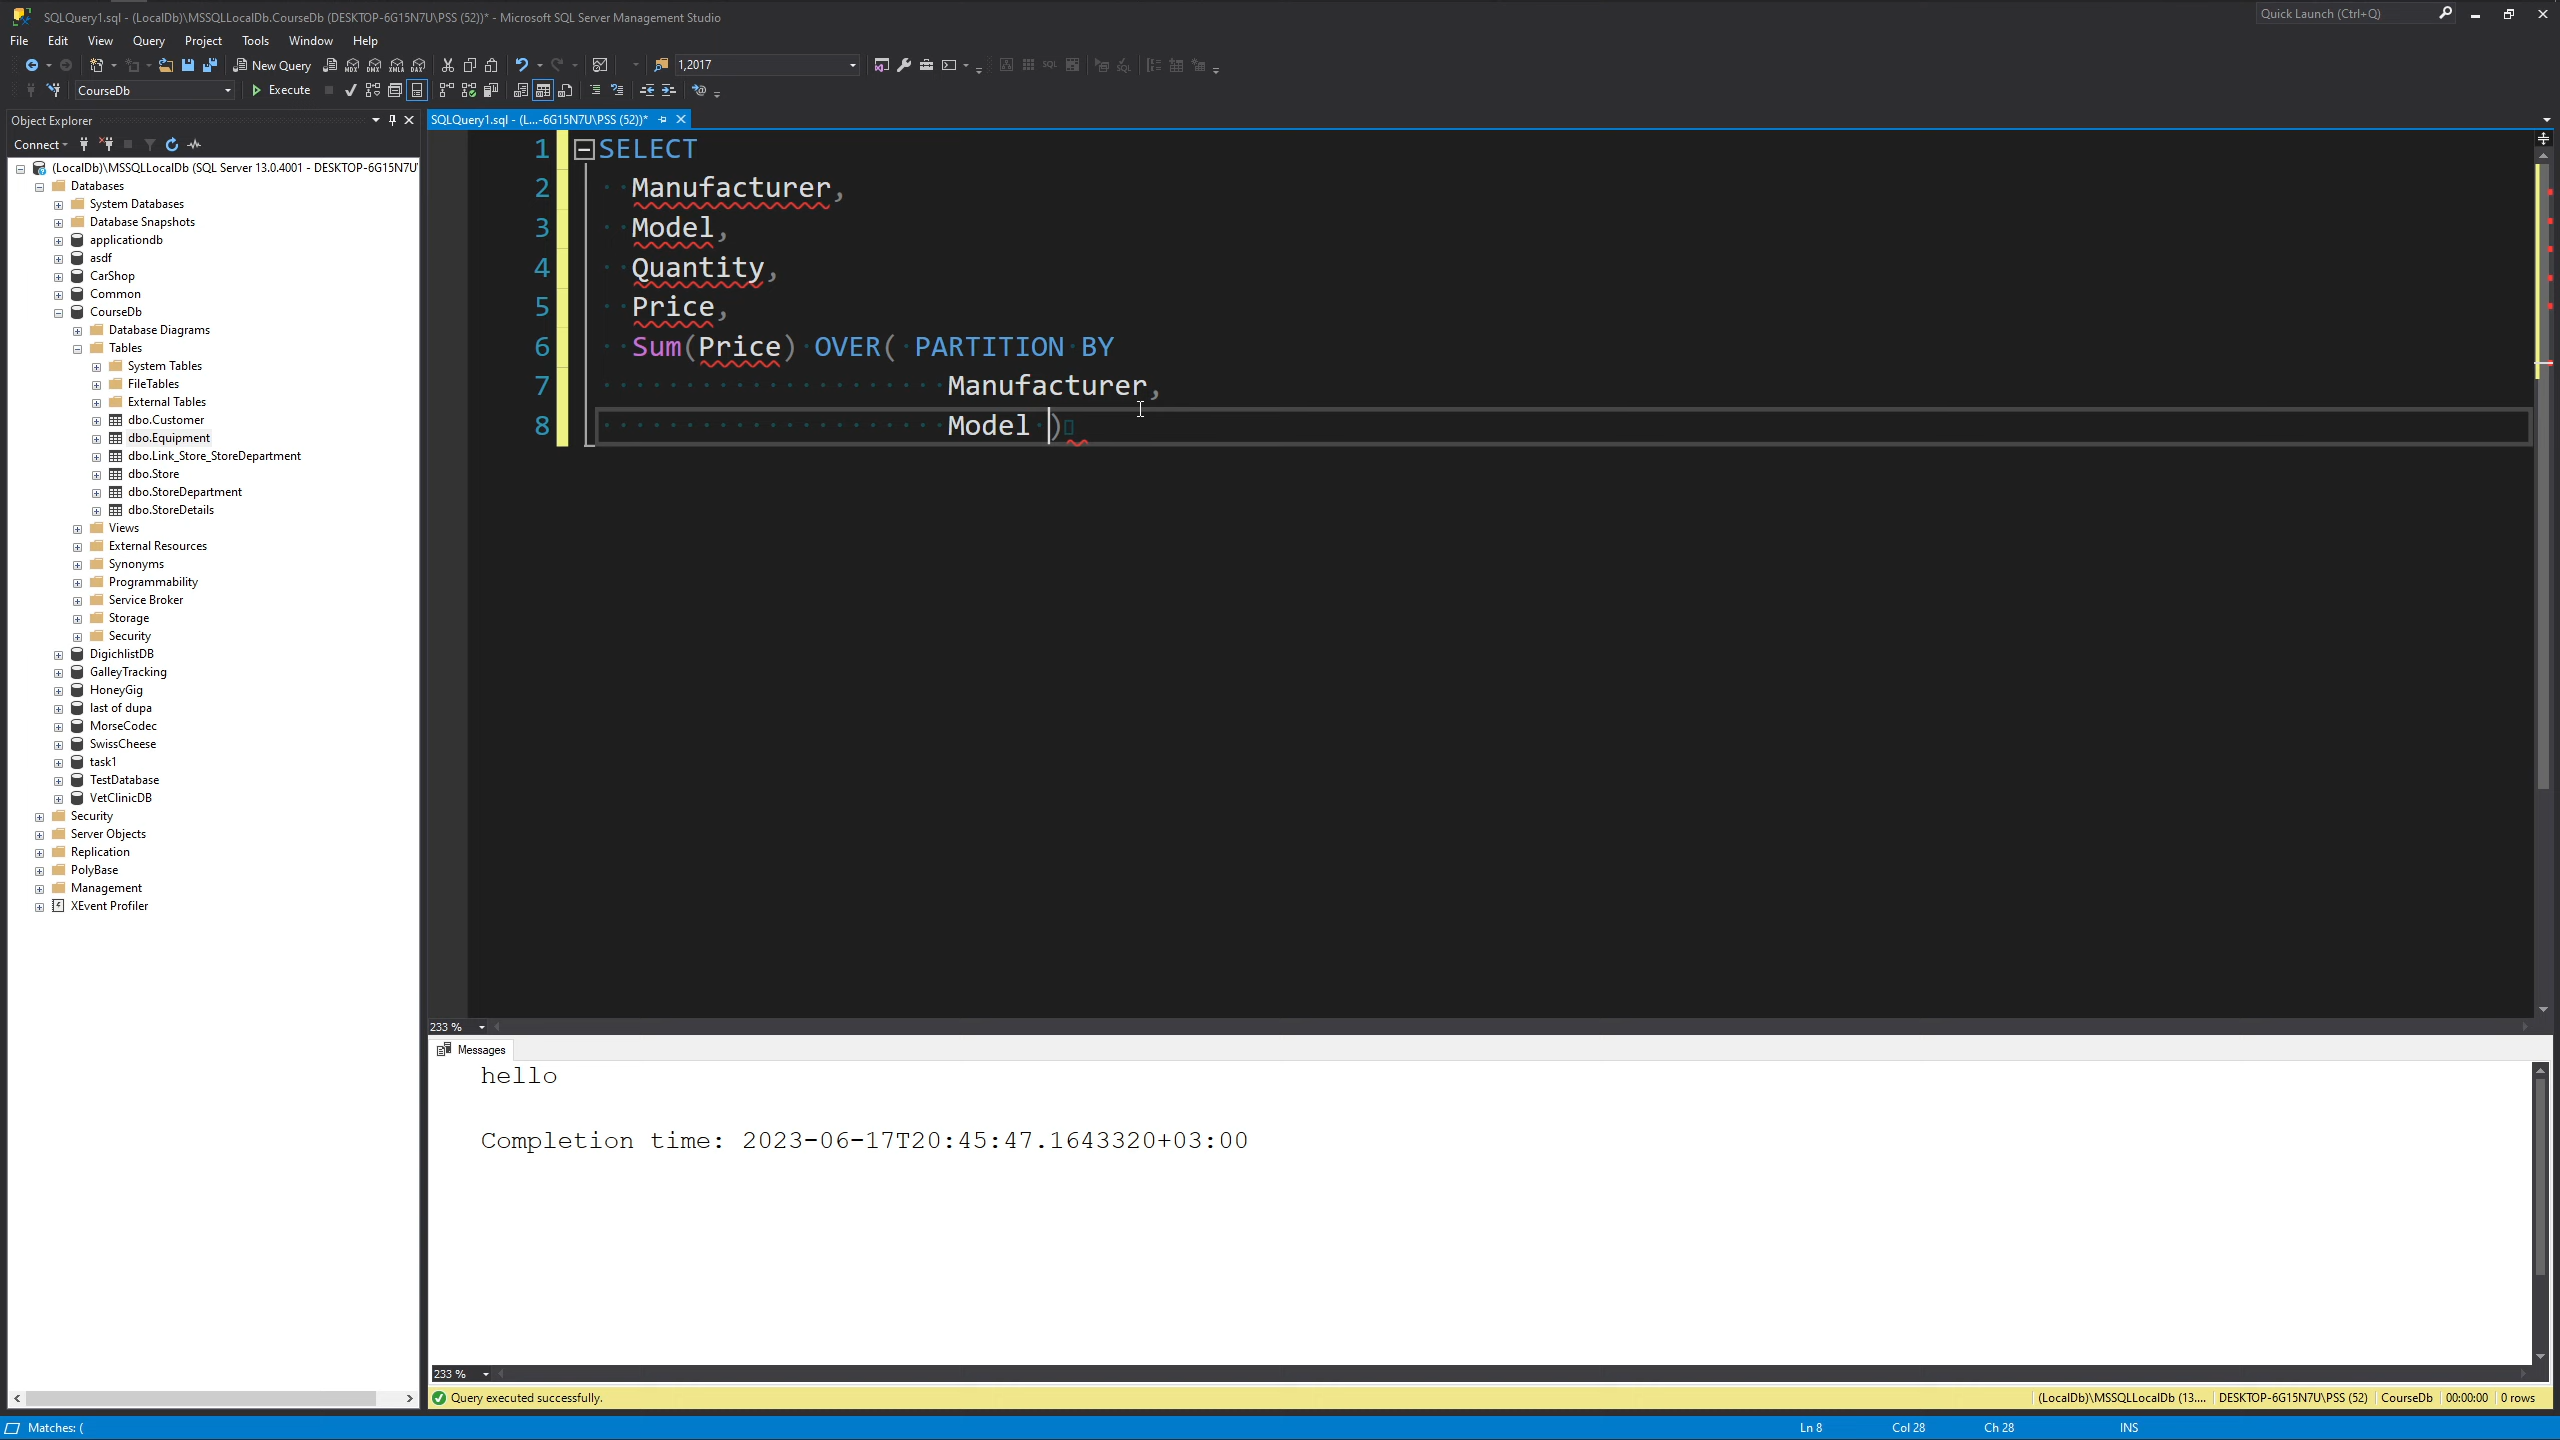 SQLQuery1.sql - (LocalDb)\MSSQLLocalDb.CourseDb (DESKTOP-6G15N7U\PSS (52))* - Microsoft SQL Server Management Studio
Quick Launch (Ctrl+Q)
File Edit View Query Project Tools Window Help
New Query
1,2017
CourseDb
Execute
Object Explorer
SQLQuery1.sql - (L...-6G15N7U\PSS (52))*
Connect
(LocalDb)\MSSQLLocalDb (SQL Server 13.0.4001 - DESKTOP-6G15N7U
Databases
System Databases
Database Snapshots
applicationdb
asdf
CarShop
Common
CourseDb
Database Diagrams
Tables
System Tables
FileTables
External Tables
dbo.Customer
dbo.Equipment
dbo.Link_Store_StoreDepartment
dbo.Store
dbo.StoreDepartment
dbo.StoreDetails
Views
External Resources
Synonyms
Programmability
Service Broker
Storage
Security
DigichlistDB
GalleyTracking
HoneyGig
last of dupa
MorseCodec
SwissCheese
task1
TestDatabase
VetClinicDB
Security
Server Objects
Replication
PolyBase
Management
XEvent Profiler
1 SELECT
2 Manufacturer,
3 Model,
4 Quantity,
5 Price,
6 Sum(Price) OVER( PARTITION BY
7 Manufacturer,
8 Model )
233 %
Messages
hello
Completion time: 2023-06-17T20:45:47.1643320+03:00
233 %
Query executed successfully.
(LocalDb)\MSSQLLocalDb (13.... DESKTOP-6G15N7U\PSS (52) CourseDb 00:00:00 0 rows
Matches: (
Ln 8 Col 28 Ch 28 INS